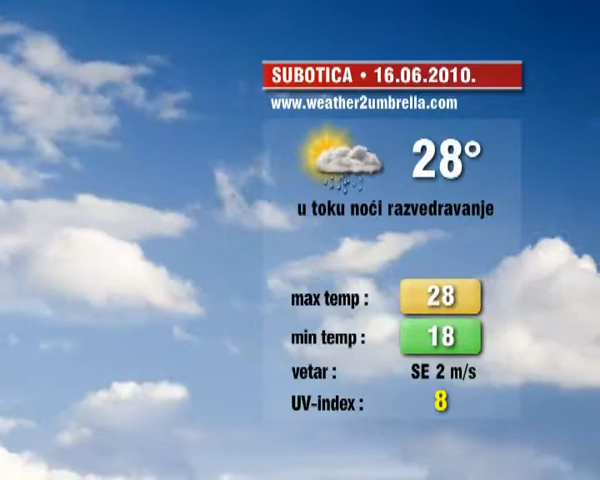 SUBOTICA • 16.06.2010.
www.weather2umbrella.com
28°
u toku noći razvedravanje
max temp : 28
min temp : 18
vetar : SE 2 m/s
UV-index : 8